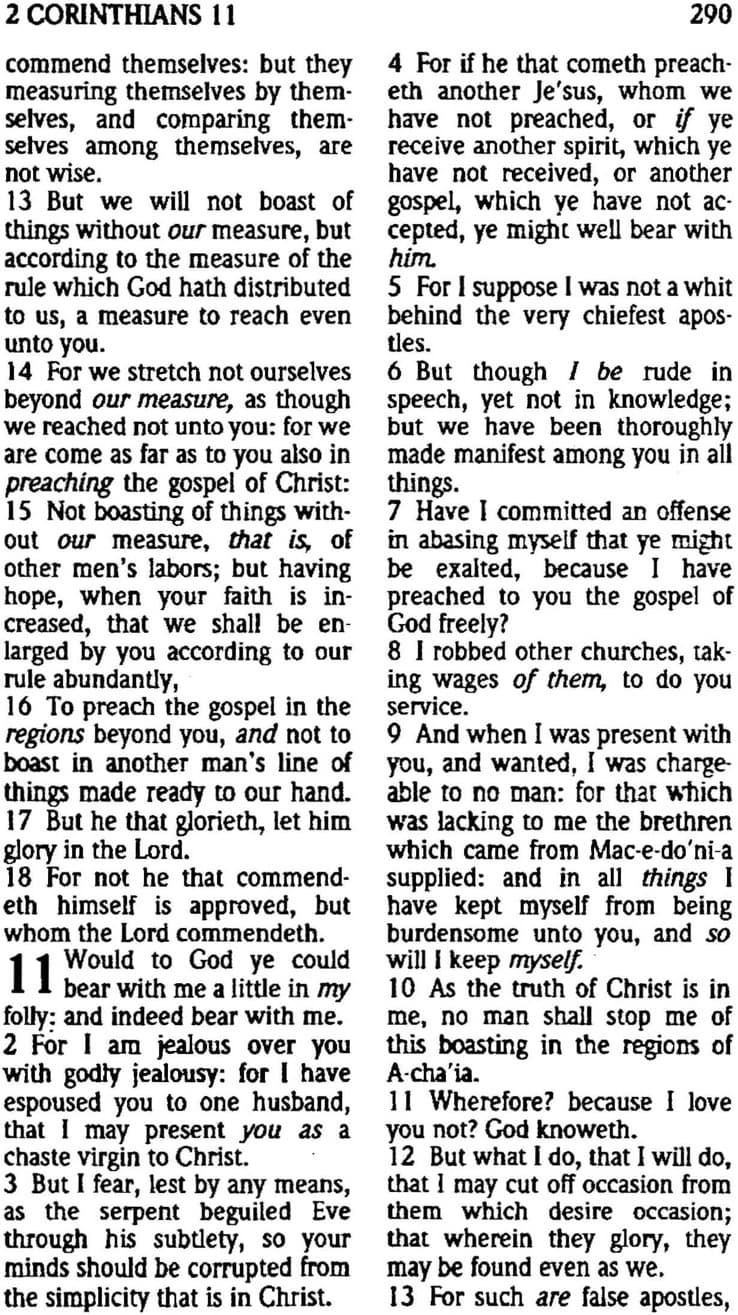 2 CORINTHIANS 11
290
commend themselves: but they
measuring themselves by them-
selves, and comparing them-
selves among themselves, are
not wise.
13 But we will not boast of
things without our measure, but
according to the measure of the
rule which God hath distributed
to us, a measure to reach even
unto you.
14 For we stretch not ourselves
beyond our measure, as though
we reached not unto you: for we
are come as far as to you also in
preaching the gospel of Christ:
15 Not boasting of things with-
out our measure, that is, of
other men's labors; but having
hope, when your faith is in-
creased, that we shall be en-
larged by you according to our
rule abundantly,
16 To preach the gospel in the
regions beyond you, and not to
boast in another man's line of
things made ready to our hand.
17 But he that glorieth, let him
glory in the Lord.
18 For not he that commend-
eth himself is approved, but
whom the Lord commendeth.
11 Would to God ye could
bear with me a little in my
folly: and indeed bear with me.
2 For I am jealous over you
with godly jealousy: for I have
espoused you to one husband,
that I may present you as a
chaste virgin to Christ.
3 But I fear, lest by any means,
as the serpent beguiled Eve
through his subtlety, so your
minds should be corrupted from
the simplicity that is in Christ.
4 For if he that cometh preach-
eth another Je'sus, whom we
have not preached, or if ye
receive another spirit, which ye
have not received, or another
gospel, which ye have not ac-
cepted, ye might well bear with
him.
5 For I suppose I was not a whit
behind the very chiefest apos-
tles.
6 But though I be rude in
speech, yet not in knowledge;
but we have been thoroughly
made manifest among you in all
things.
7 Have I committed an offense
in abasing myself that ye might
be exalted, because I have
preached to you the gospel of
God freely?
8 I robbed other churches, tak-
ing wages of them, to do you
service.
9 And when I was present with
you, and wanted, I was charge-
able to no man: for that which
was lacking to me the brethren
which came from Mac-e-do'ni-a
supplied: and in all things I
have kept myself from being
burdensome unto you, and so
will I keep myself.
10 As the truth of Christ is in
me, no man shall stop me of
this boasting in the regions of
A-cha'ia.
11 Wherefore? because I love
you not? God knoweth.
12 But what I do, that I will do,
that I may cut off occasion from
them which desire occasion;
that wherein they glory, they
may be found even as we.
13 For such are false apostles,